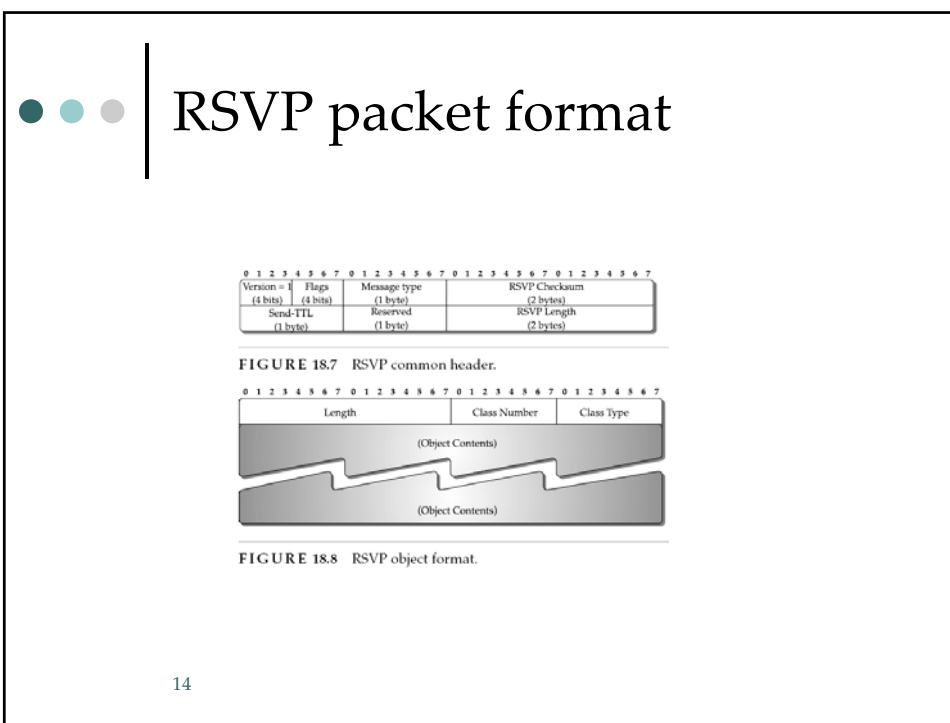 RSVP packet format
0 1 2 3 4 5 6 7 0 1 2 3 4 5 6 7 0 1 2 3 4 5 6 7 0 1 2 3 4 5 6 7
Version = 1 Flags Message type RSVP Checksum
(4 bits) (4 bits) (1 byte) (2 bytes)
Send-TTL Reserved RSVP Length
(1 byte) (1 byte) (2 bytes)
FIGURE 18.7 RSVP common header.
0 1 2 3 4 5 6 7 0 1 2 3 4 5 6 7 0 1 2 3 4 5 6 7 0 1 2 3 4 5 6 7
Length Class Number Class Type
(Object Contents)
(Object Contents)
FIGURE 18.8 RSVP object format.
14